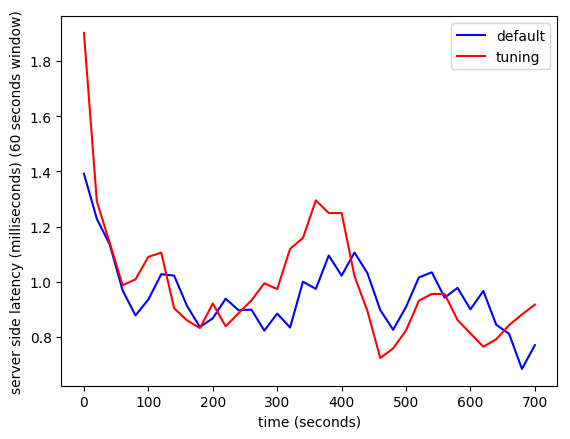 server side latency (milliseconds) (60 seconds window)
1.8
1.6
1.4
1.2
1.0
0.8
default
tuning
0 100 200 300 400 500 600 700
time (seconds)